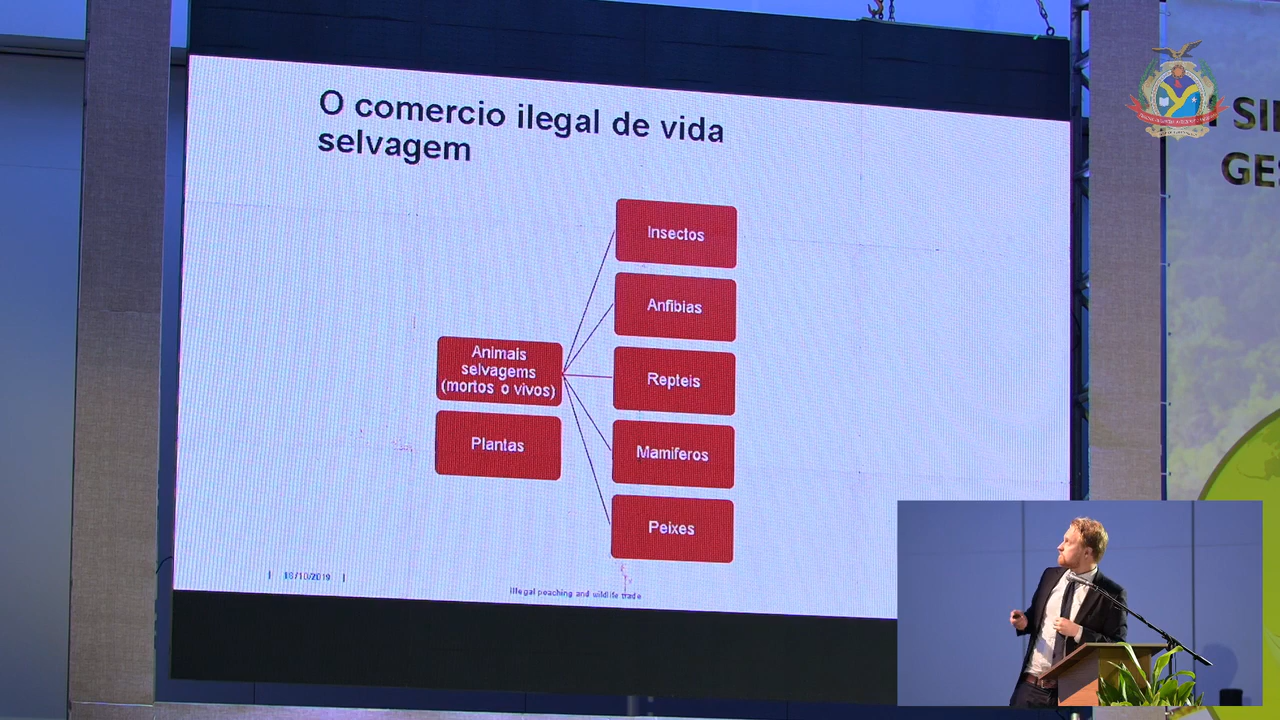 O comercio ilegal de vida
selvagem
Insectos
Anfibias
Animais
selvagems
(mortos o vivos)
Repteis
Plantas
Mamiferos
Peixes
| 18/10/2019 |
Illegal poaching and wildlife trade